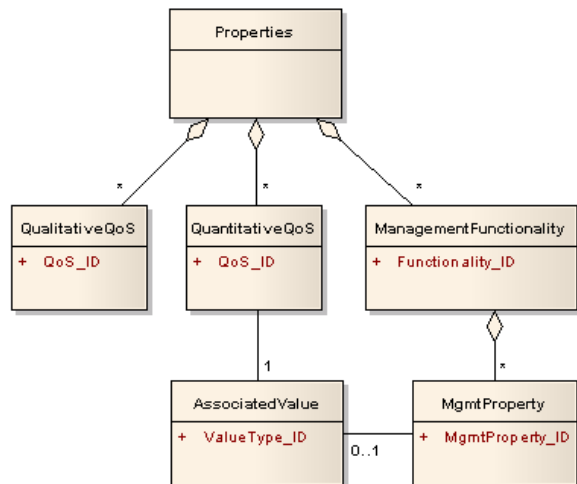 Properties
* * *
QualitativeQoS QuantitativeQoS ManagementFunctionality
+ QoS_ID + QoS_ID + Functionality_ID
1 *
AssociatedValue MgmtProperty
+ ValueType_ID + MgmtProperty_ID
0..1